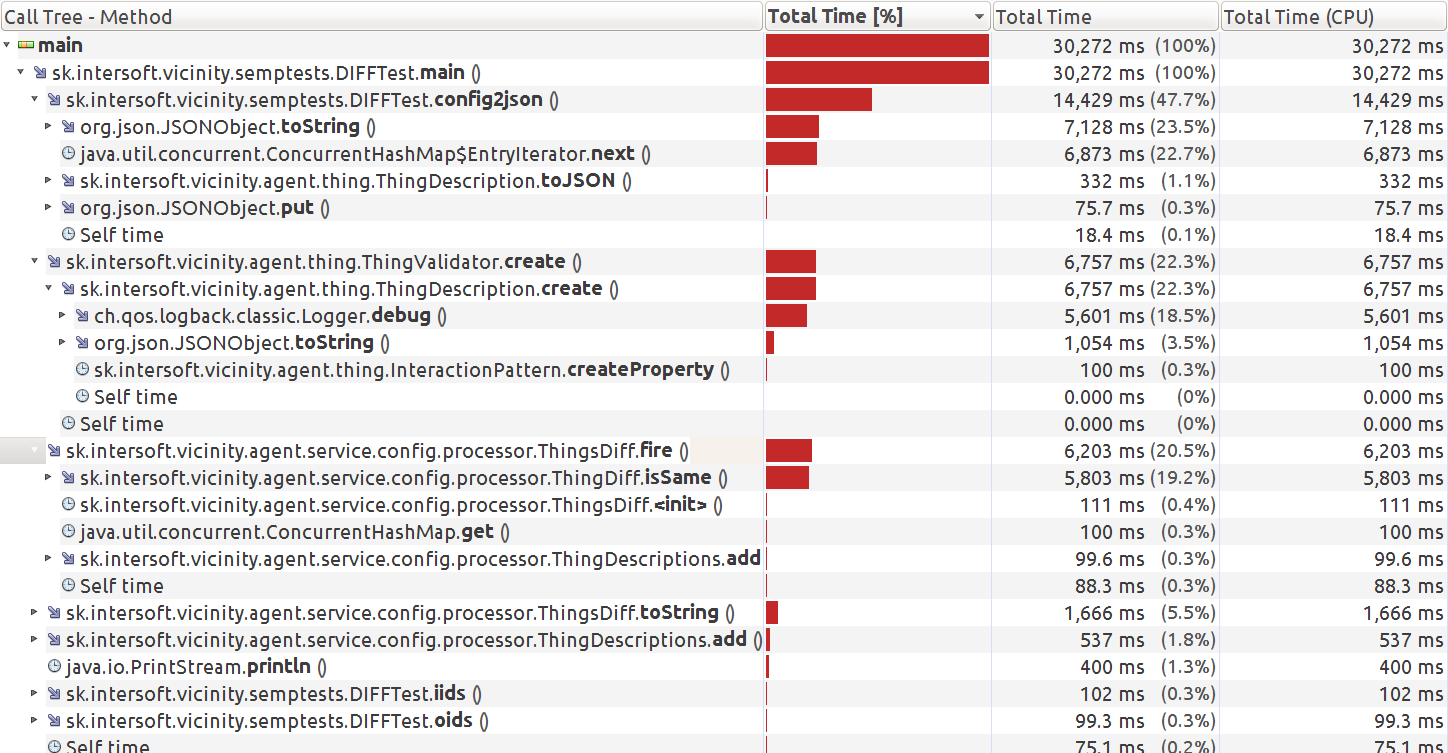 Call Tree - Method Total Time [%] Total Time Total Time (CPU)
main 30,272 ms (100%) 30,272 ms
sk.intersoft.vicinity.semptests.DIFFTest.main () 30,272 ms (100%) 30,272 ms
sk.intersoft.vicinity.semptests.DIFFTest.config2json () 14,429 ms (47.7%) 14,429 ms
org.json.JSONObject.toString () 7,128 ms (23.5%) 7,128 ms
java.util.concurrent.ConcurrentHashMap$EntryIterator.next () 6,873 ms (22.7%) 6,873 ms
sk.intersoft.vicinity.agent.thing.ThingDescription.toJSON () 332 ms (1.1%) 332 ms
org.json.JSONObject.put () 75.7 ms (0.3%) 75.7 ms
Self time 18.4 ms (0.1%) 18.4 ms
sk.intersoft.vicinity.agent.thing.ThingValidator.create () 6,757 ms (22.3%) 6,757 ms
sk.intersoft.vicinity.agent.thing.ThingDescription.create () 6,757 ms (22.3%) 6,757 ms
ch.qos.logback.classic.Logger.debug () 5,601 ms (18.5%) 5,601 ms
org.json.JSONObject.toString () 1,054 ms (3.5%) 1,054 ms
sk.intersoft.vicinity.agent.thing.InteractionPattern.createProperty () 100 ms (0.3%) 100 ms
Self time 0.000 ms (0%) 0.000 ms
Self time 0.000 ms (0%) 0.000 ms
sk.intersoft.vicinity.agent.service.config.processor.ThingsDiff.fire () 6,203 ms (20.5%) 6,203 ms
sk.intersoft.vicinity.agent.service.config.processor.ThingDiff.isSame () 5,803 ms (19.2%) 5,803 ms
sk.intersoft.vicinity.agent.service.config.processor.ThingsDiff.<init> () 111 ms (0.4%) 111 ms
java.util.concurrent.ConcurrentHashMap.get () 100 ms (0.3%) 100 ms
sk.intersoft.vicinity.agent.service.config.processor.ThingDescriptions.add 99.6 ms (0.3%) 99.6 ms
Self time 88.3 ms (0.3%) 88.3 ms
sk.intersoft.vicinity.agent.service.config.processor.ThingsDiff.toString () 1,666 ms (5.5%) 1,666 ms
sk.intersoft.vicinity.agent.service.config.processor.ThingDescriptions.add () 537 ms (1.8%) 537 ms
java.io.PrintStream.println () 400 ms (1.3%) 400 ms
sk.intersoft.vicinity.semptests.DIFFTest.iids () 102 ms (0.3%) 102 ms
sk.intersoft.vicinity.semptests.DIFFTest.oids () 99.3 ms (0.3%) 99.3 ms
Self time 75.1 ms (0.2%) 75.1 ms